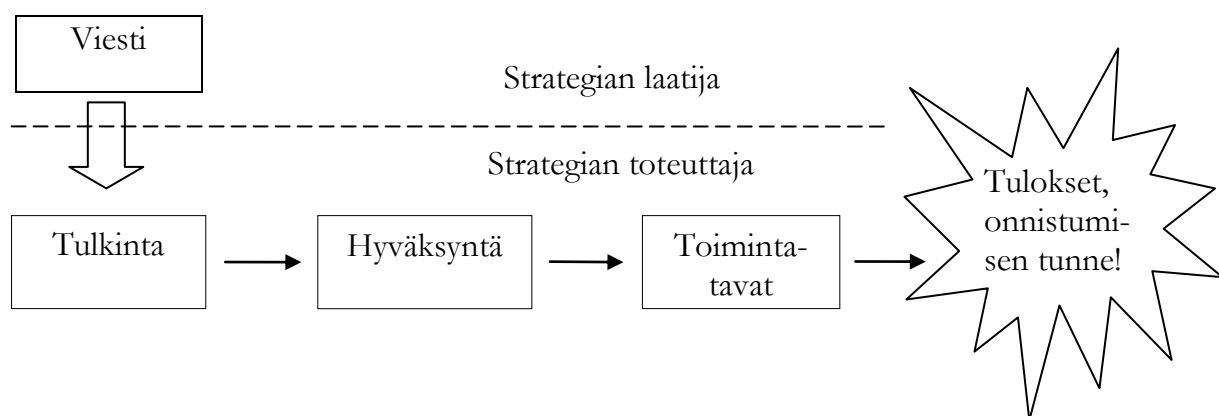 Viesti
Strategian laatija
Strategian toteuttaja
Tulkinta
Hyväksyntä
Toiminta-
tavat
Tulokset,
onnistumi-
sen tunne!